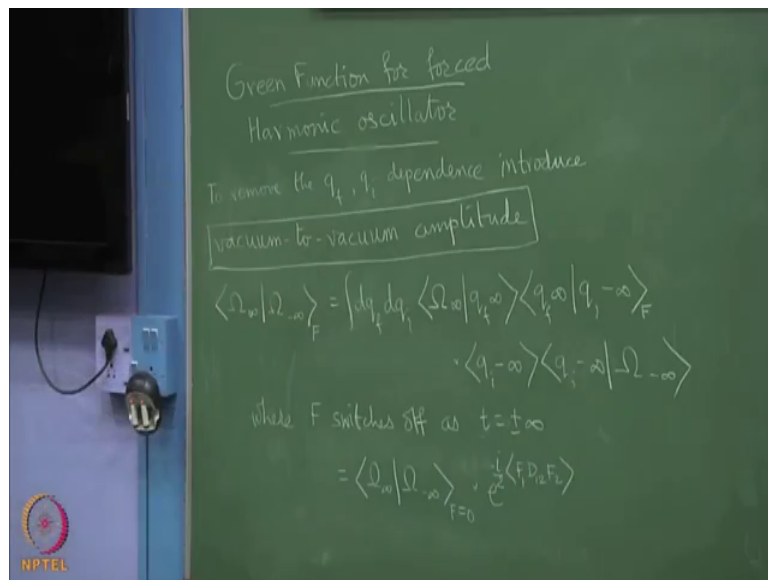 Green Function for forced
Harmonic oscillator
To remove the q_f, q_i dependence introduce
vacuum-to-vacuum amplitude
⟨Ω_∞|Ω_-∞⟩_F = ∫dq_f dq_i ⟨Ω_∞|q_f ∞⟩⟨q_f ∞|q_i -∞⟩_F
· ⟨q_i -∞⟩⟨q_i -∞|Ω_-∞⟩
where F switches off as t = ±∞
= ⟨Ω_∞|Ω_-∞⟩_F=0 · e^{-i/2 ⟨F_1 D_12 F_2⟩}
NPTEL